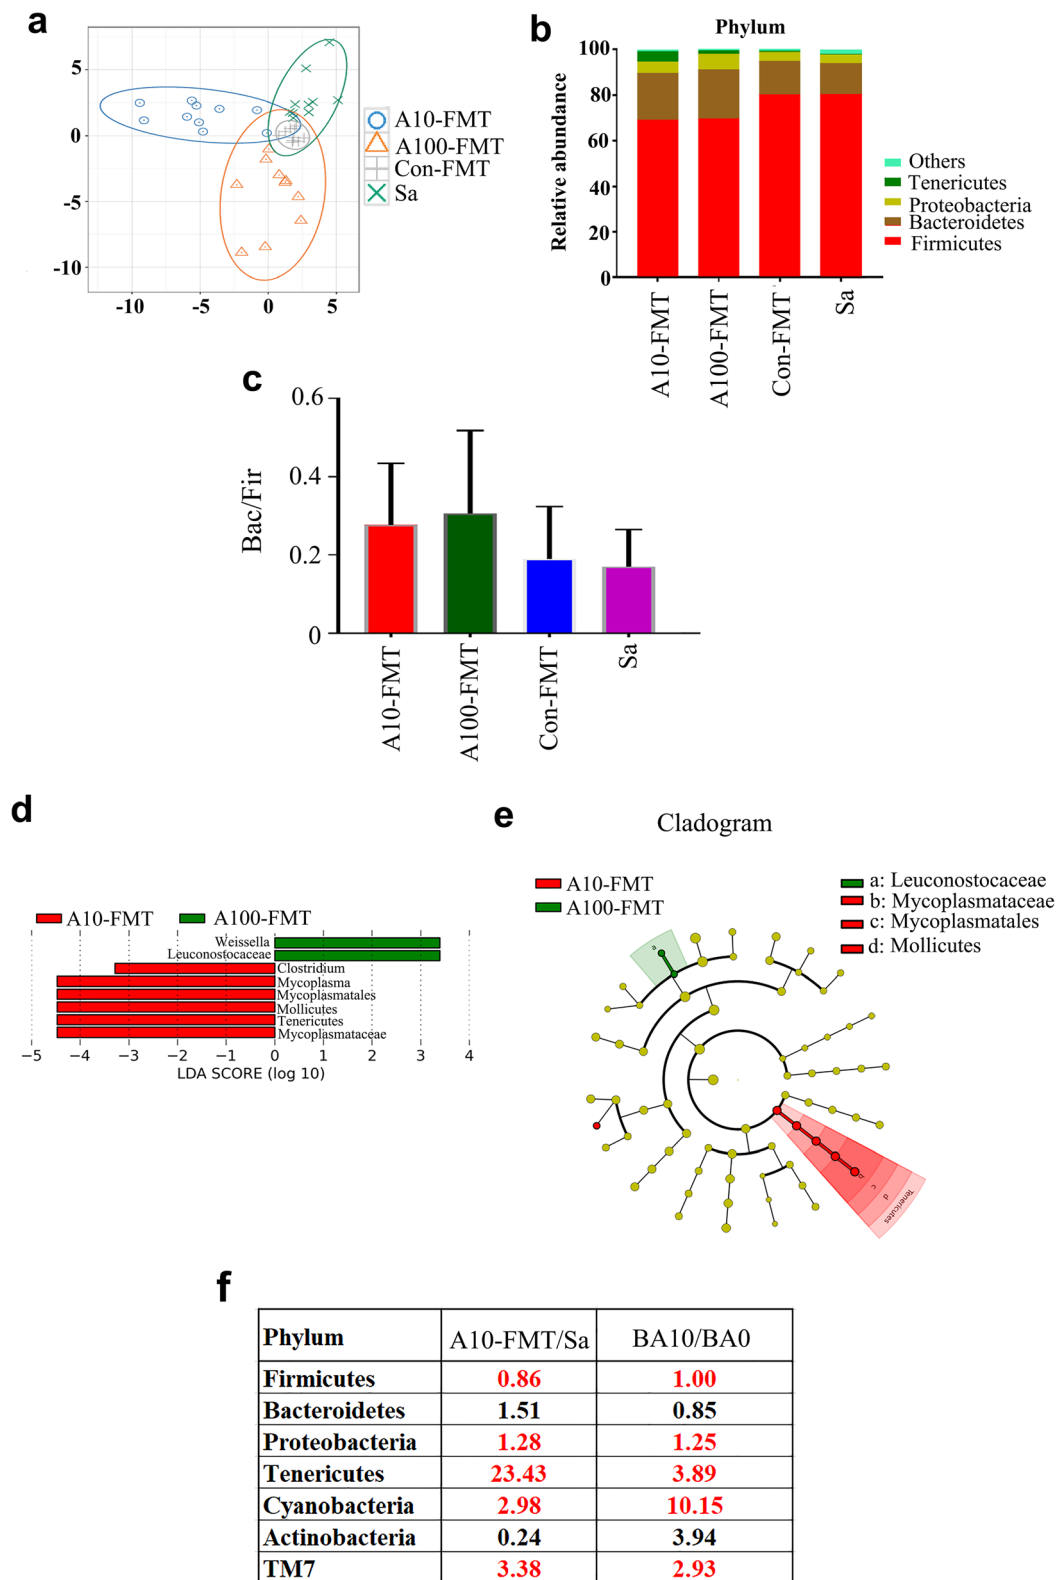 a
5
0
-5
-10
-10
-5
0
5
A10-FMT
A100-FMT
Con-FMT
Sa
b
Phylum
Relative abundance
100
80
60
40
20
0
A10-FMT
A100-FMT
Con-FMT
Sa
Others
Tenericutes
Proteobacteria
Bacteroidetes
Firmicutes
c
Bac/Fir
0.6
0.4
0.2
0
A10-FMT
A100-FMT
Con-FMT
Sa
d
A10-FMT
A100-FMT
Weissella
Leuconostocaceae
Clostridium
Mycoplasma
Mycoplasmatales
Mollicutes
Tenericutes
Mycoplasmataceae
−5 −4 −3 −2 −1 0 1 2 3 4
LDA SCORE (log 10)
e
Cladogram
A10-FMT
A100-FMT
a: Leuconostocaceae
b: Mycoplasmataceae
c: Mycoplasmatales
d: Mollicutes
a
b
c
d
Tenericutes
f
Phylum A10-FMT/Sa BA10/BA0
Firmicutes 0.86 1.00
Bacteroidetes 1.51 0.85
Proteobacteria 1.28 1.25
Tenericutes 23.43 3.89
Cyanobacteria 2.98 10.15
Actinobacteria 0.24 3.94
TM7 3.38 2.93